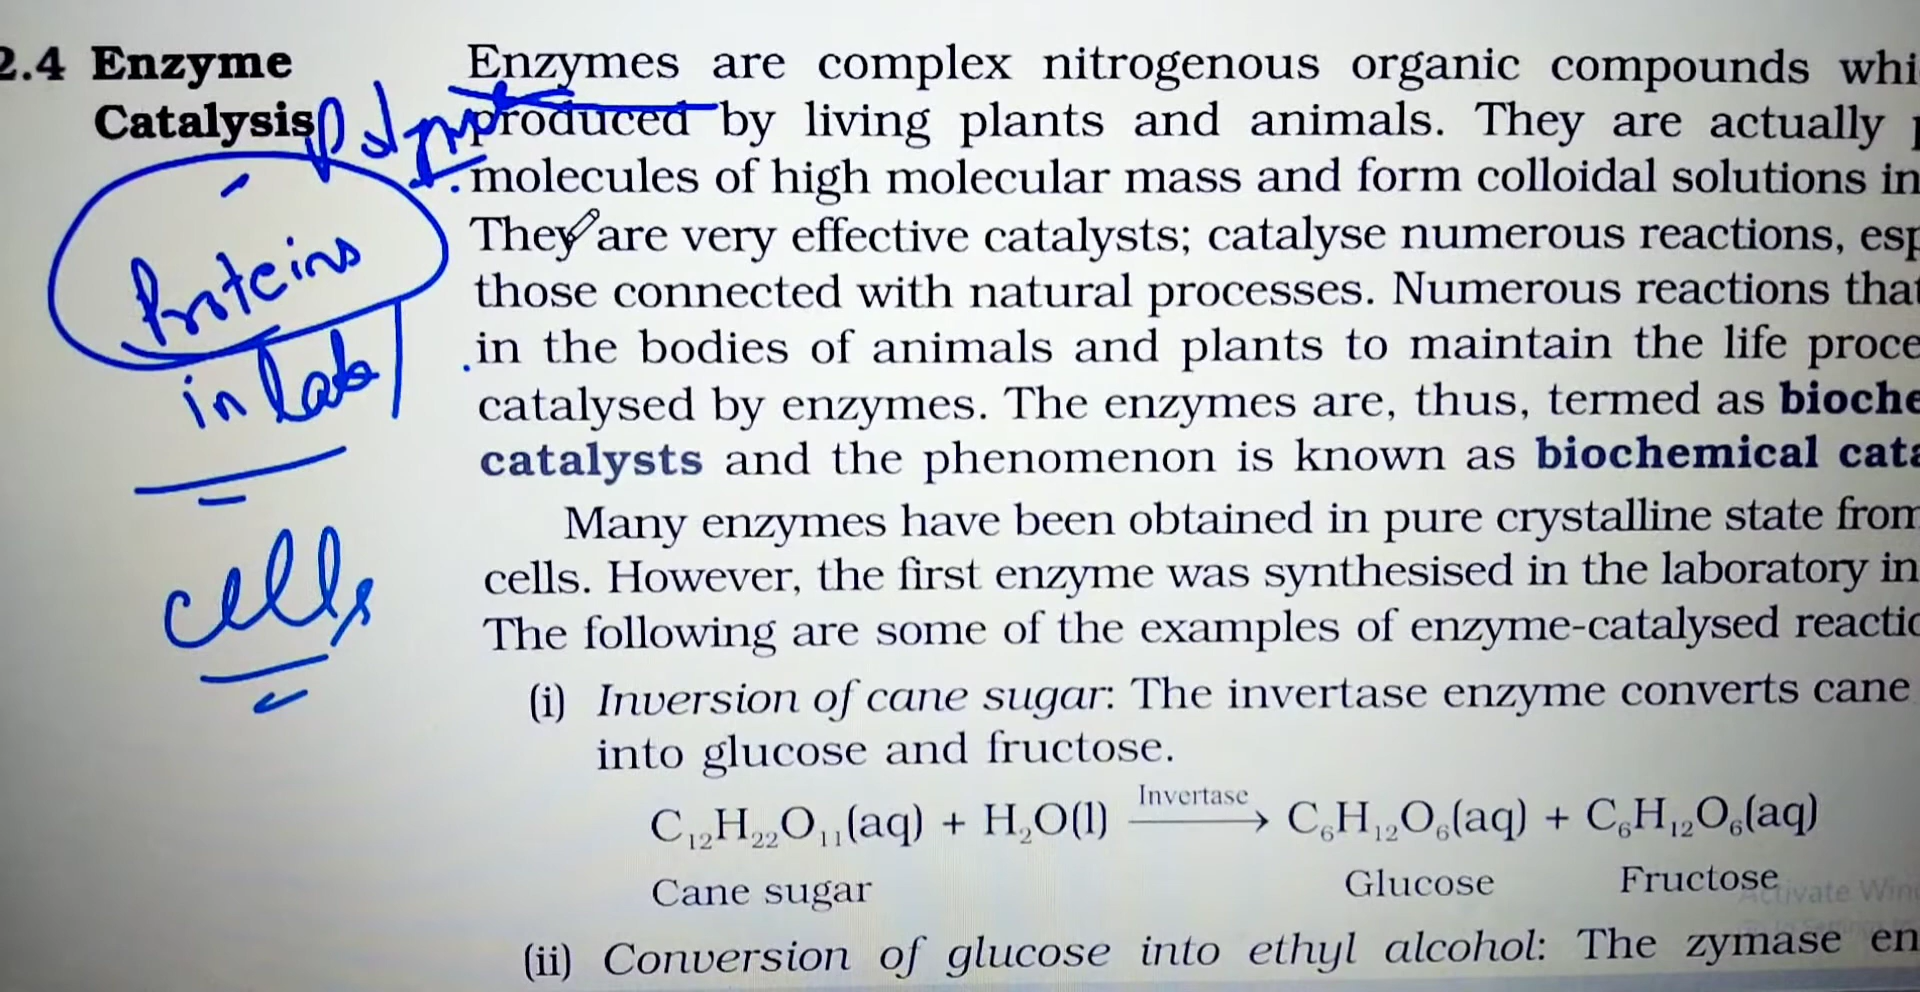 2.4 Enzyme
Catalysis
Proteins
in lab
cells
Enzymes are complex nitrogenous organic compounds whi
produced by living plants and animals. They are actually
molecules of high molecular mass and form colloidal solutions in
They are very effective catalysts; catalyse numerous reactions, esp
those connected with natural processes. Numerous reactions that
in the bodies of animals and plants to maintain the life proce
catalysed by enzymes. The enzymes are, thus, termed as bioche
catalysts and the phenomenon is known as biochemical cata
Many enzymes have been obtained in pure crystalline state from
cells. However, the first enzyme was synthesised in the laboratory in
The following are some of the examples of enzyme-catalysed reactio
(i) Inversion of cane sugar: The invertase enzyme converts cane
into glucose and fructose.
Invertase
C₁₂H₂₂O₁₁(aq) + H₂O(l) → C₆H₁₂O₆(aq) + C₆H₁₂O₆(aq)
Cane sugar Glucose Fructose
Activate Win
(ii) Conversion of glucose into ethyl alcohol: The zymase en